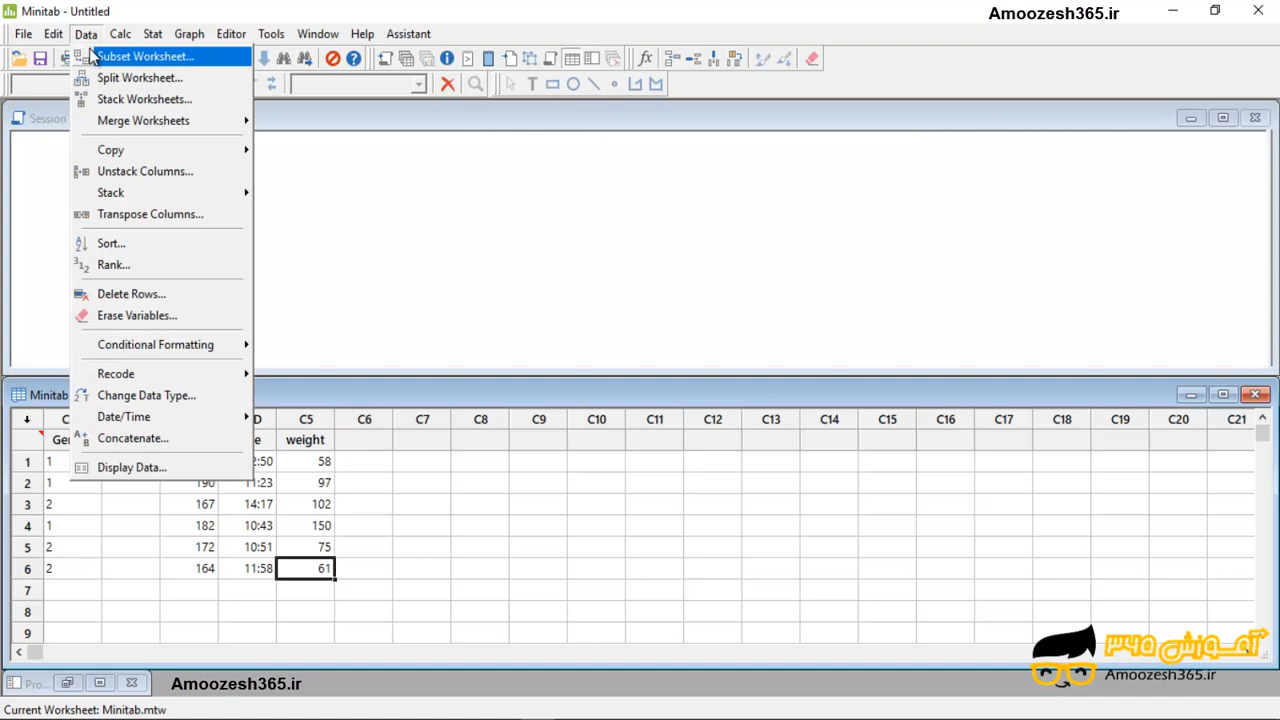 Minitab - Untitled
Amoozesh365.ir
File Edit Data Calc Stat Graph Editor Tools Window Help Assistant
Subset Worksheet...
Split Worksheet...
Stack Worksheets...
Merge Worksheets
Copy
Unstack Columns...
Stack
Transpose Columns...
Sort...
Rank...
Delete Rows...
Erase Variables...
Conditional Formatting
Recode
Change Data Type...
Date/Time
Concatenate...
Display Data...
Session
Minitab
C5 C6 C7 C8 C9 C10 C11 C12 C13 C14 C15 C16 C17 C18 C19 C20 C21
weight
1 1 58
2 1 190 11:23 97
3 2 167 14:17 102
4 1 182 10:43 150
5 2 172 10:51 75
6 2 164 11:58 61
7
8
9
آموزش ۳۶۵
Amoozesh365.ir
Pro...
Amoozesh365.ir
Current Worksheet: Minitab.mtw